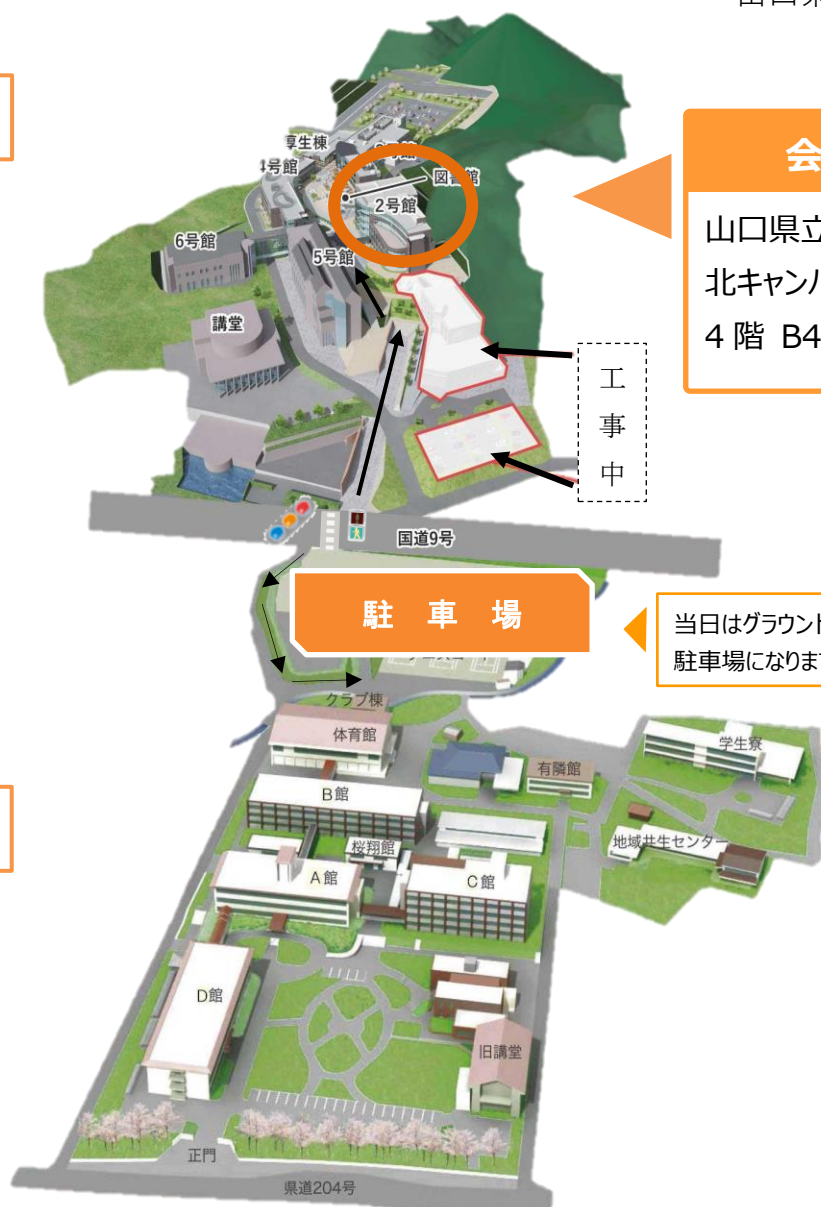 会
山口県立
北キャンパ
4階 B4
厚生棟
4号館
図書館
2号館
6号館
5号館
講堂
工事中
国道9号
駐車場
当日はグラウンド
駐車場になります
クラブ棟
体育館
学生寮
有隣館
B館
地域共生センター
桜翔館
A館
C館
D館
旧講堂
正門
県道204号